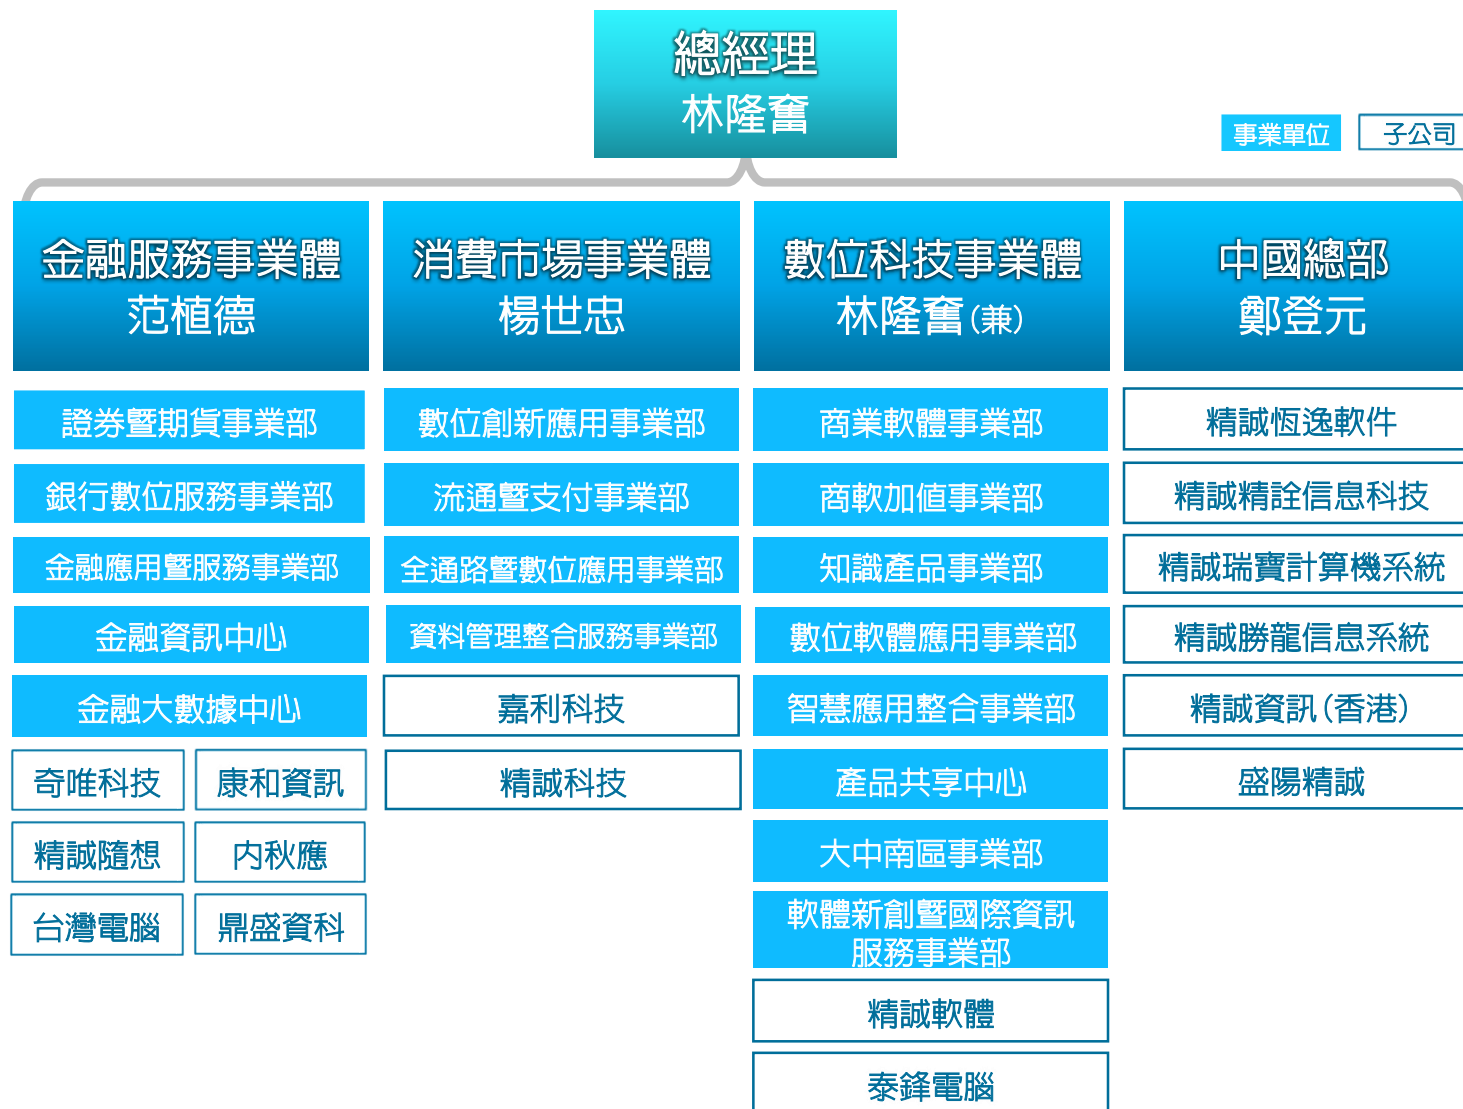 總經理
林隆奮
事業單位
子公司
金融服務事業體
范植德
消費市場事業體
楊世忠
數位科技事業體
林隆奮(兼)
中國總部
鄭登元
證券暨期貨事業部
銀行數位服務事業部
金融應用暨服務事業部
金融資訊中心
金融大數據中心
奇唯科技
康和資訊
精誠隨想
內秋應
台灣電腦
鼎盛資科
數位創新應用事業部
流通暨支付事業部
全通路暨數位應用事業部
資料管理整合服務事業部
嘉利科技
精誠科技
商業軟體事業部
商軟加值事業部
知識產品事業部
數位軟體應用事業部
智慧應用整合事業部
產品共享中心
大中南區事業部
軟體新創暨國際資訊
服務事業部
精誠軟體
泰鋒電腦
精誠恆逸軟件
精誠精詮信息科技
精誠瑞寶計算機系統
精誠勝龍信息系統
精誠資訊(香港)
盛陽精誠